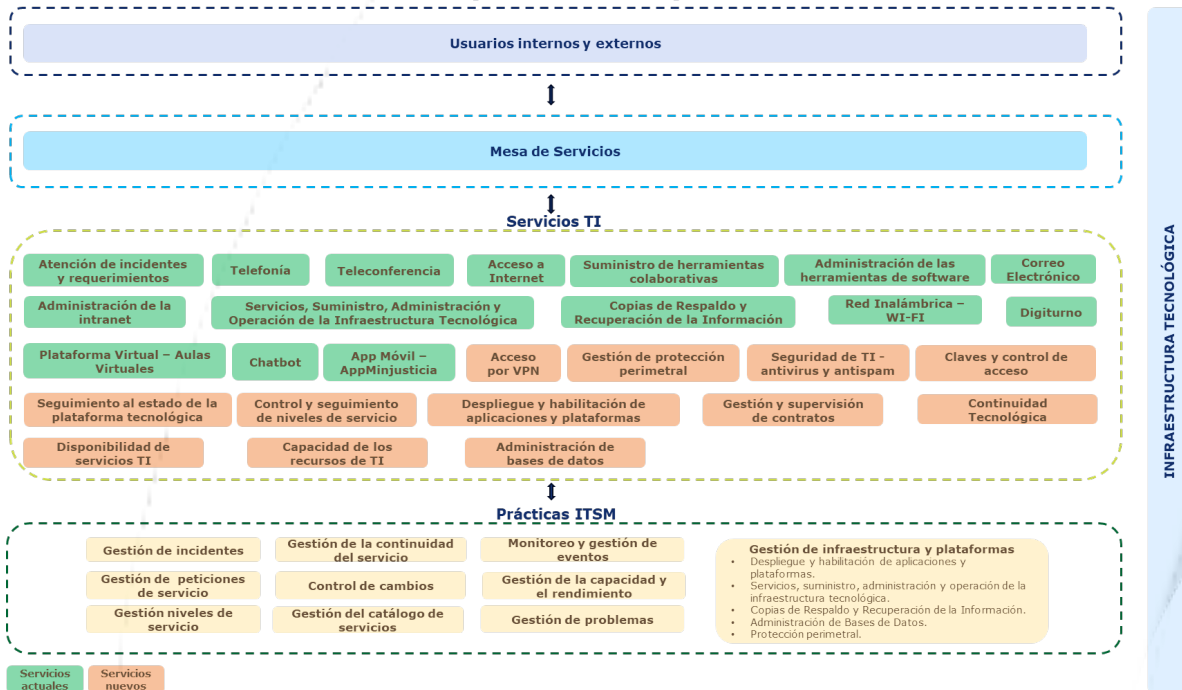 Usuarios internos y externos
Mesa de Servicios
Servicios TI
Atención de incidentes
y requerimientos
Telefonía
Teleconferencia
Acceso a
Internet
Suministro de herramientas
colaborativas
Administración de las
herramientas de software
Correo
Electrónico
Administración de la
intranet
Servicios, Suministro, Administración y
Operación de la Infraestructura Tecnológica
Copias de Respaldo y
Recuperación de la Información
Red Inalámbrica –
WI-FI
Digiturno
Plataforma Virtual – Aulas
Virtuales
Chatbot
App Móvil –
AppMinjusticia
Acceso
por VPN
Gestión de protección
perimetral
Seguridad de TI -
antivirus y antispam
Claves y control de
acceso
Seguimiento al estado de la
plataforma tecnológica
Control y seguimiento
de niveles de servicio
Despliegue y habilitación de
aplicaciones y plataformas
Gestión y supervisión
de contratos
Continuidad
Tecnológica
Disponibilidad de
servicios TI
Capacidad de los
recursos de TI
Administración de
bases de datos
Prácticas ITSM
Gestión de incidentes
Gestión de la continuidad
del servicio
Monitoreo y gestión de
eventos
Gestión de peticiones
de servicio
Control de cambios
Gestión de la capacidad y
el rendimiento
Gestión niveles de
servicio
Gestión del catálogo de
servicios
Gestión de problemas
Gestión de infraestructura y plataformas
• Despliegue y habilitación de aplicaciones y
plataformas.
• Servicios, suministro, administración y operación de la
infraestructura tecnológica.
• Copias de Respaldo y Recuperación de la Información.
• Administración de Bases de Datos.
• Protección perimetral.
Servicios
actuales
Servicios
nuevos
INFRAESTRUCTURA TECNOLÓGICA